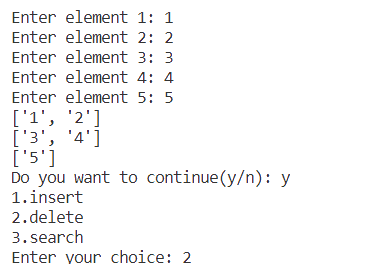 Enter element 1: 1
Enter element 2: 2
Enter element 3: 3
Enter element 4: 4
Enter element 5: 5
['1', '2']
['3', '4']
['5']
Do you want to continue(y/n): y
1.insert
2.delete
3.search
Enter your choice: 2